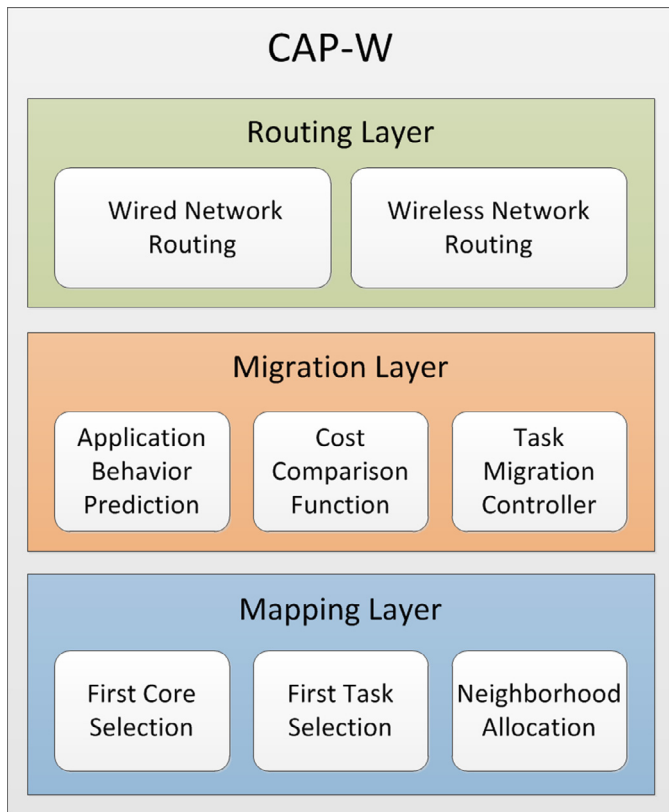 CAP-W
Routing Layer
Wired Network
Routing
Wireless Network
Routing
Migration Layer
Application
Behavior
Prediction
Cost
Comparison
Function
Task
Migration
Controller
Mapping Layer
First Core
Selection
First Task
Selection
Neighborhood
Allocation